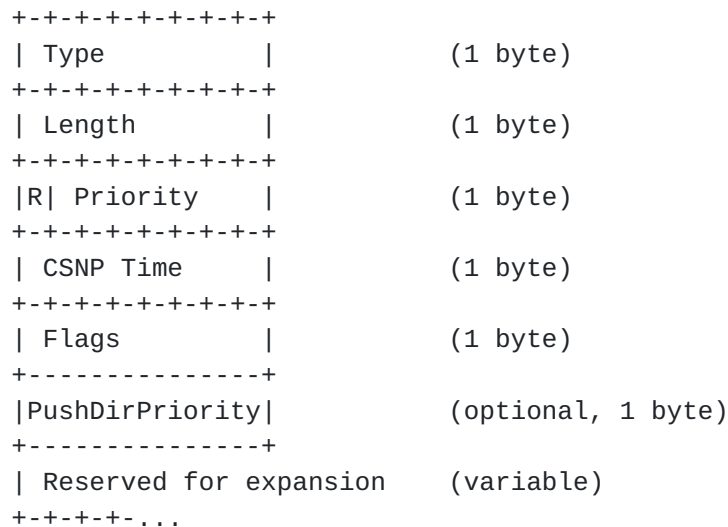 +-+-+-+-+-+-+-+-+
| Type          |           (1 byte)
+-+-+-+-+-+-+-+-+
| Length        |           (1 byte)
+-+-+-+-+-+-+-+-+
|R| Priority    |           (1 byte)
+-+-+-+-+-+-+-+-+
| CSNP Time     |           (1 byte)
+-+-+-+-+-+-+-+-+
| Flags         |           (1 byte)
+---------------+
|PushDirPriority|           (optional, 1 byte)
+---------------+
| Reserved for expansion    (variable)
+-+-+-+-...